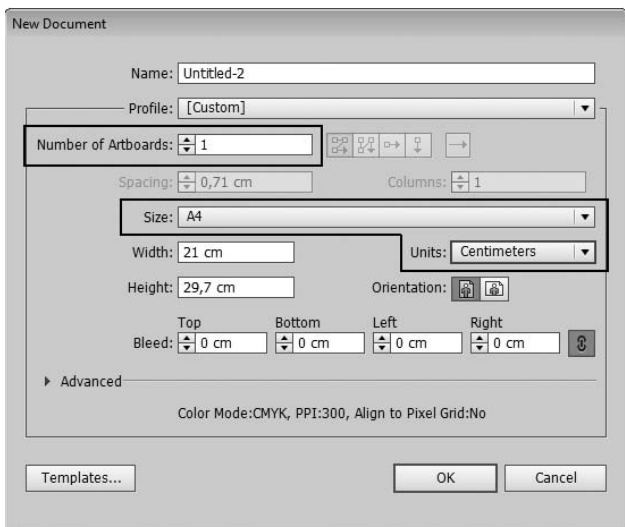 New Document
Name: Untitled-2
Profile: [Custom]
Number of Artboards: 1
Spacing: 0,71 cm Columns: 1
Size: A4
Width: 21 cm Units: Centimeters
Height: 29,7 cm Orientation:
Top Bottom Left Right
Bleed: 0 cm 0 cm 0 cm 0 cm
Advanced
Color Mode:CMYK, PPI:300, Align to Pixel Grid:No
Templates... OK Cancel